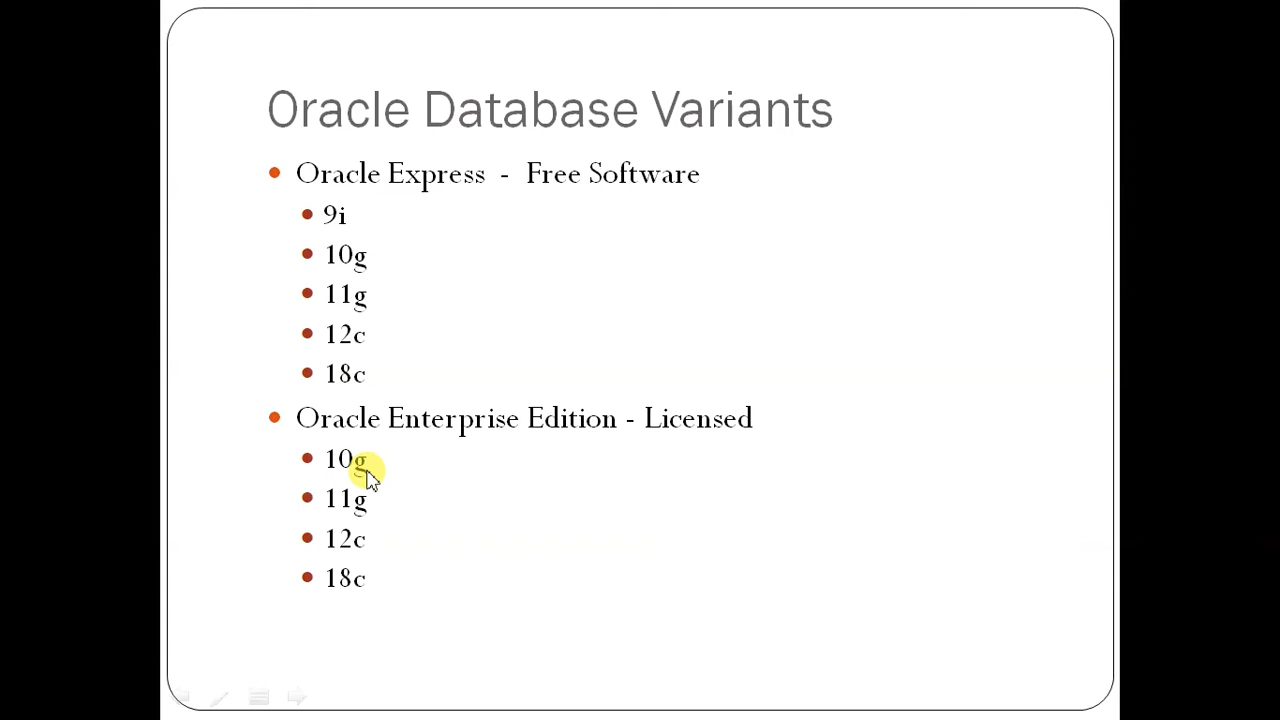 Oracle Database Variants
Oracle Express - Free Software
9i
10g
11g
12c
18c
Oracle Enterprise Edition - Licensed
10g
11g
12c
18c